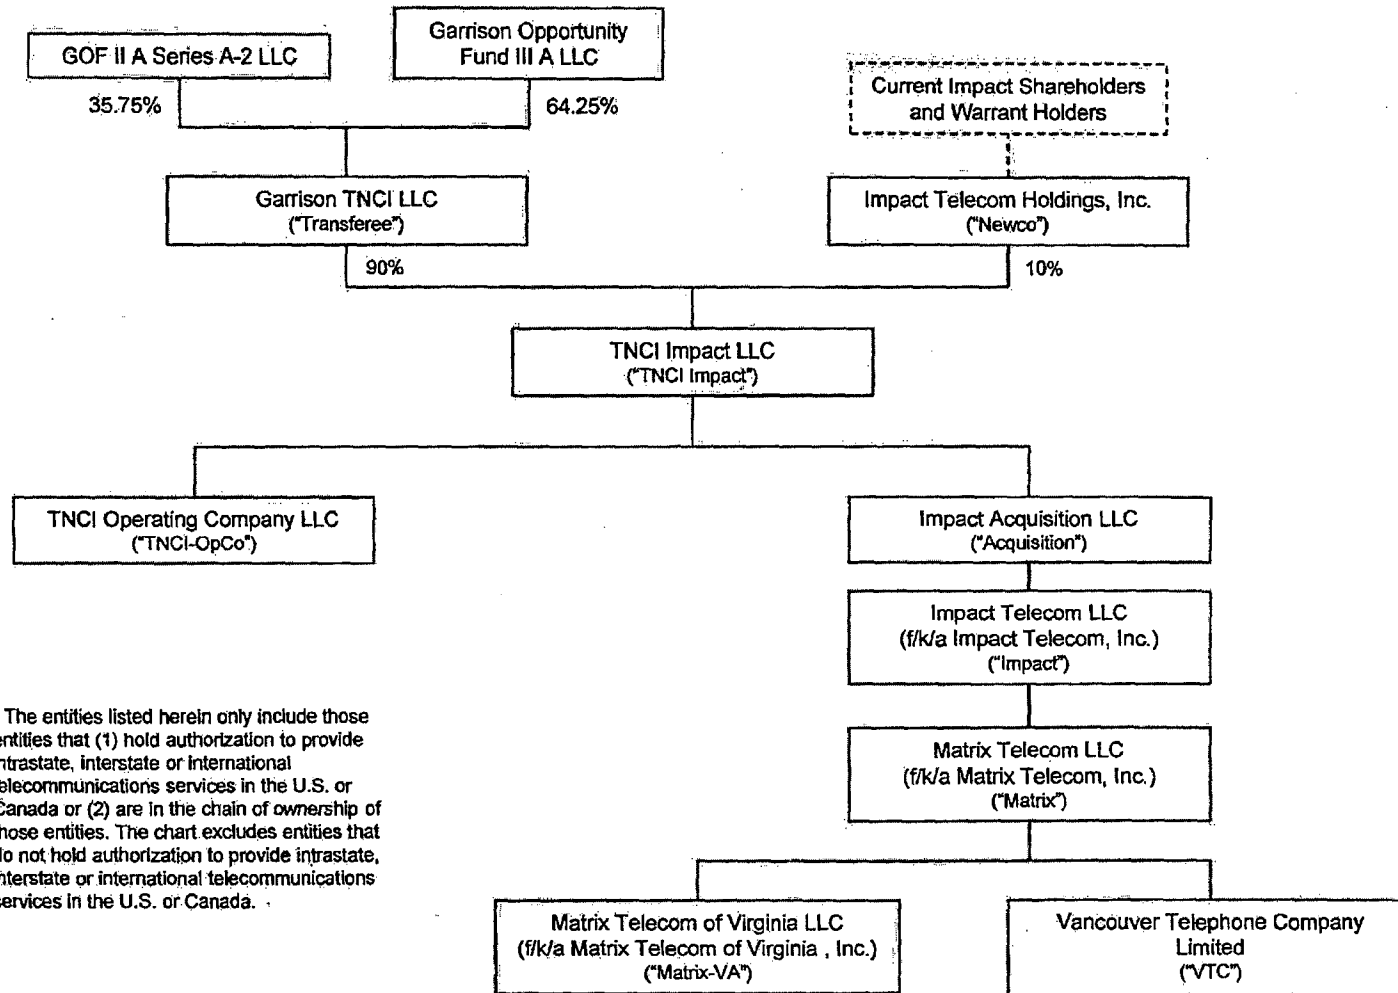 GOF II A Series A-2 LLC
Garrison Opportunity
Fund III A LLC
35.75%
64.25%
Current Impact Shareholders
and Warrant Holders
Garrison TNCI LLC
("Transferee")
Impact Telecom Holdings, Inc.
("Newco")
90%
10%
TNCI Impact LLC
("TNCI Impact")
TNCI Operating Company LLC
("TNCI-OpCo")
Impact Acquisition LLC
("Acquisition")
Impact Telecom LLC
(f/k/a Impact Telecom, Inc.)
("Impact")
Matrix Telecom LLC
(f/k/a Matrix Telecom, Inc.)
("Matrix")
The entities listed herein only include those
entities that (1) hold authorization to provide
intrastate, interstate or international
telecommunications services in the U.S. or
Canada or (2) are in the chain of ownership of
those entities. The chart excludes entities that
do not hold authorization to provide intrastate,
interstate or international telecommunications
services in the U.S. or Canada.
Matrix Telecom of Virginia LLC
(f/k/a Matrix Telecom of Virginia , Inc.)
("Matrix-VA")
Vancouver Telephone Company
Limited
("VTC")